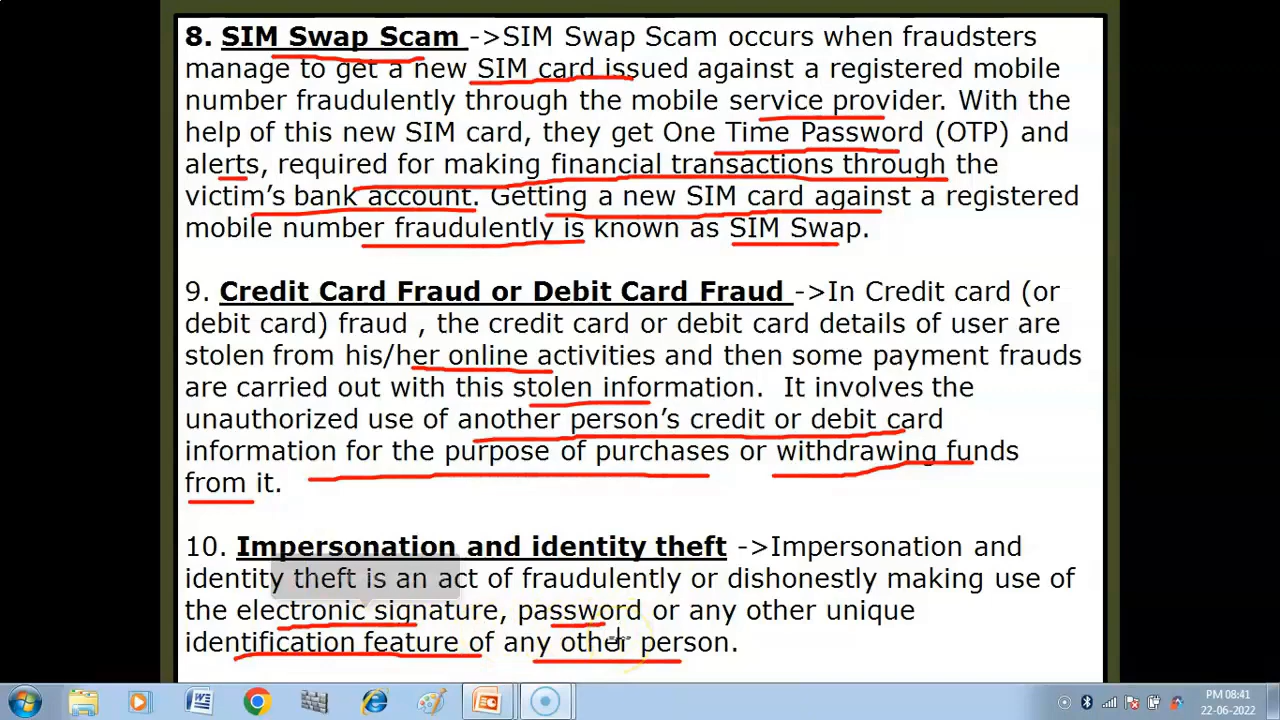 8. SIM Swap Scam ->SIM Swap Scam occurs when fraudsters
manage to get a new SIM card issued against a registered mobile
number fraudulently through the mobile service provider. With the
help of this new SIM card, they get One Time Password (OTP) and
alerts, required for making financial transactions through the
victim’s bank account. Getting a new SIM card against a registered
mobile number fraudulently is known as SIM Swap.
9. Credit Card Fraud or Debit Card Fraud ->In Credit card (or
debit card) fraud , the credit card or debit card details of user are
stolen from his/her online activities and then some payment frauds
are carried out with this stolen information. It involves the
unauthorized use of another person’s credit or debit card
information for the purpose of purchases or withdrawing funds
from it.
10. Impersonation and identity theft ->Impersonation and
identity theft is an act of fraudulently or dishonestly making use of
the electronic signature, password or any other unique
identification feature of any other person.
PM 08:41
22-06-2022